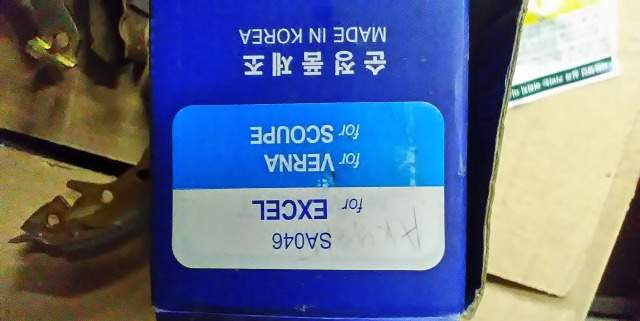 SA046
for EXCEL
for VERNA
for SCOUPE
순정품제조
MADE IN KOREA